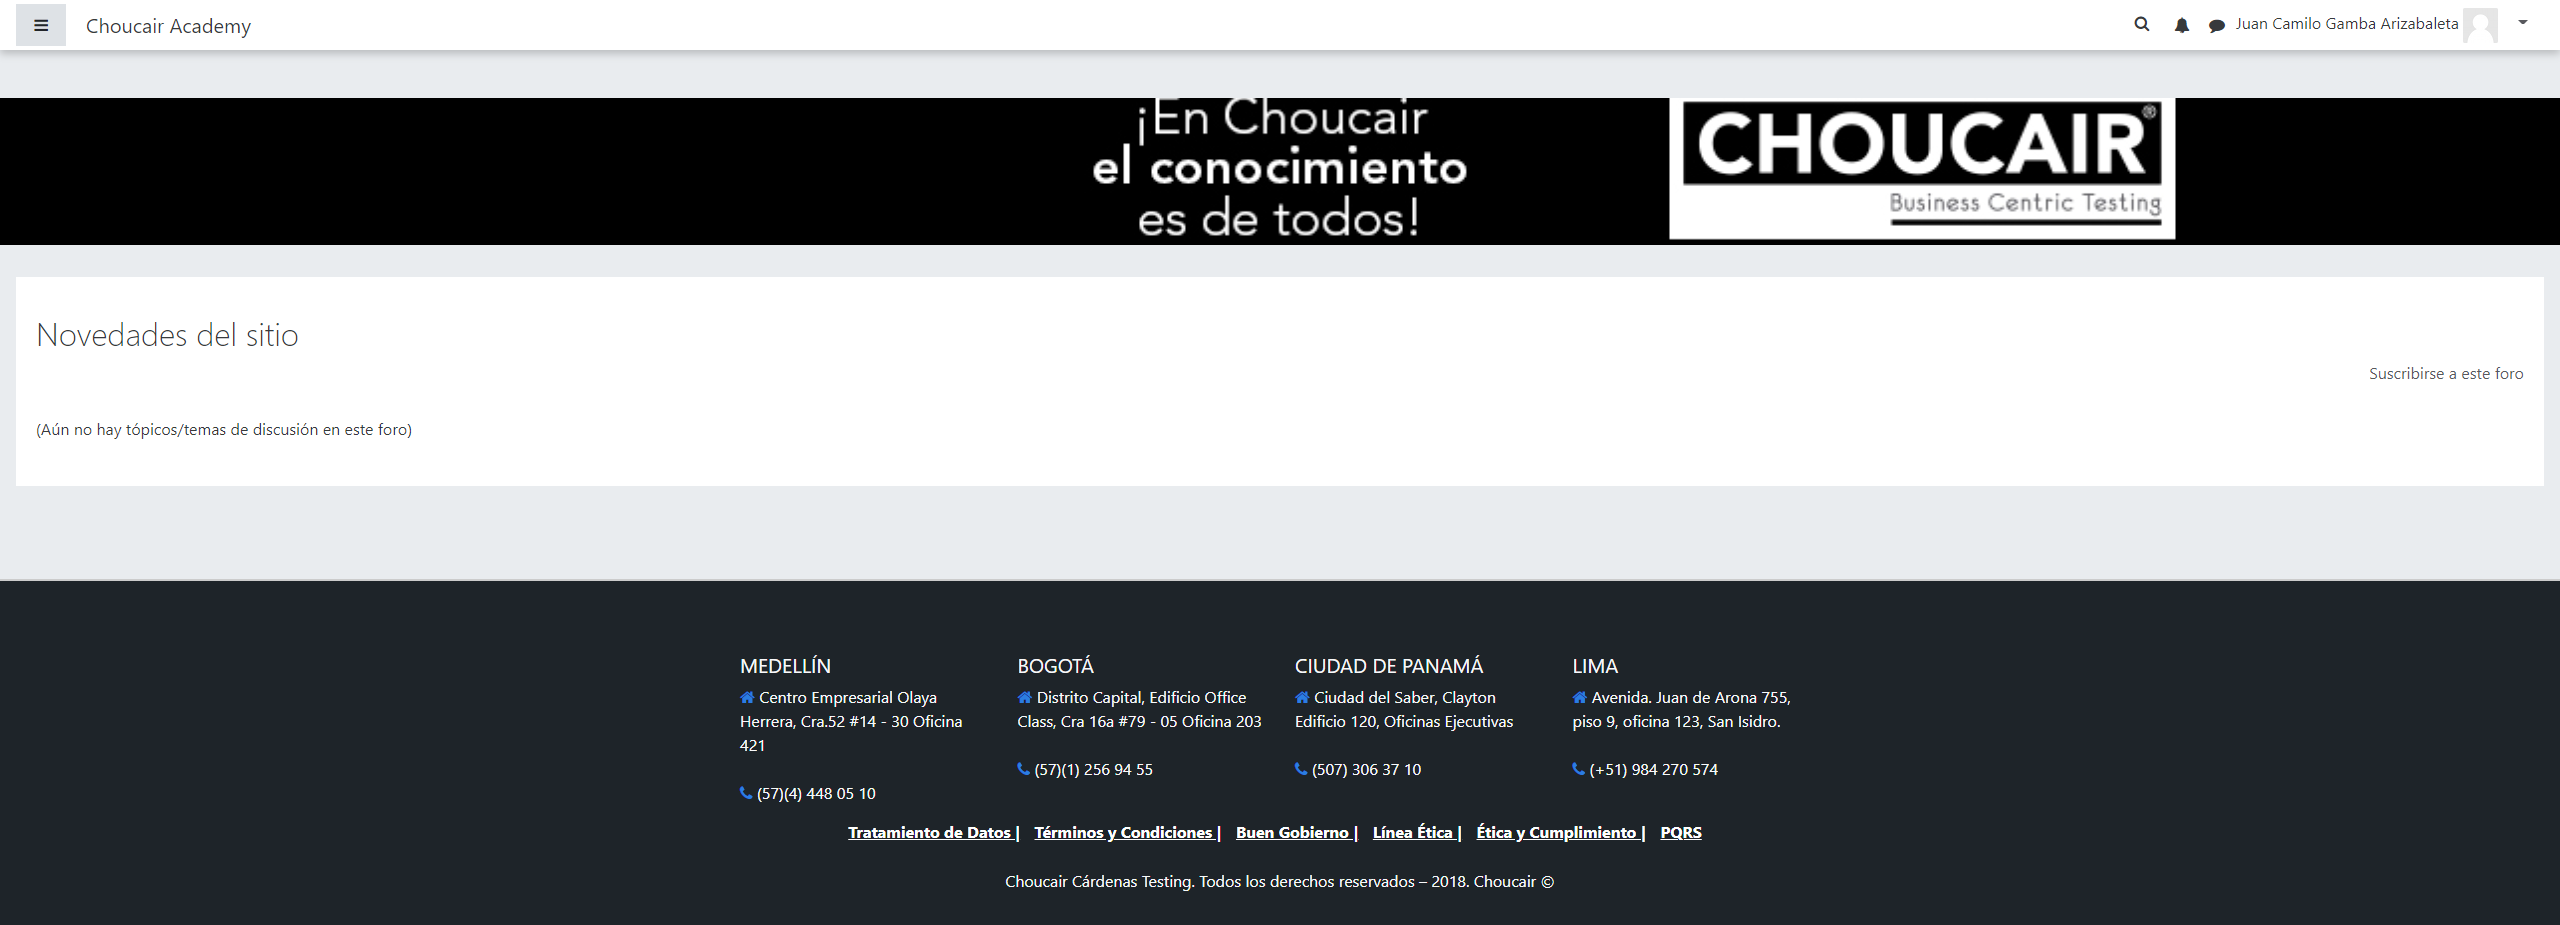 Choucair Academy
Juan Camilo Gamba Arizabaleta
¡En Choucair
el conocimiento
es de todos!
CHOUCAIR®
Business Centric Testing
Novedades del sitio
Suscribirse a este foro
(Aún no hay tópicos/temas de discusión en este foro)
MEDELLÍN
Centro Empresarial Olaya
Herrera, Cra.52 #14 - 30 Oficina
421
(57)(4) 448 05 10
BOGOTÁ
Distrito Capital, Edificio Office
Class, Cra 16a #79 - 05 Oficina 203
(57)(1) 256 94 55
CIUDAD DE PANAMÁ
Ciudad del Saber, Clayton
Edificio 120, Oficinas Ejecutivas
(507) 306 37 10
LIMA
Avenida. Juan de Arona 755,
piso 9, oficina 123, San Isidro.
(+51) 984 270 574
Tratamiento de Datos | Términos y Condiciones | Buen Gobierno | Línea Ética | Ética y Cumplimiento | PQRS
Choucair Cárdenas Testing. Todos los derechos reservados – 2018. Choucair ©